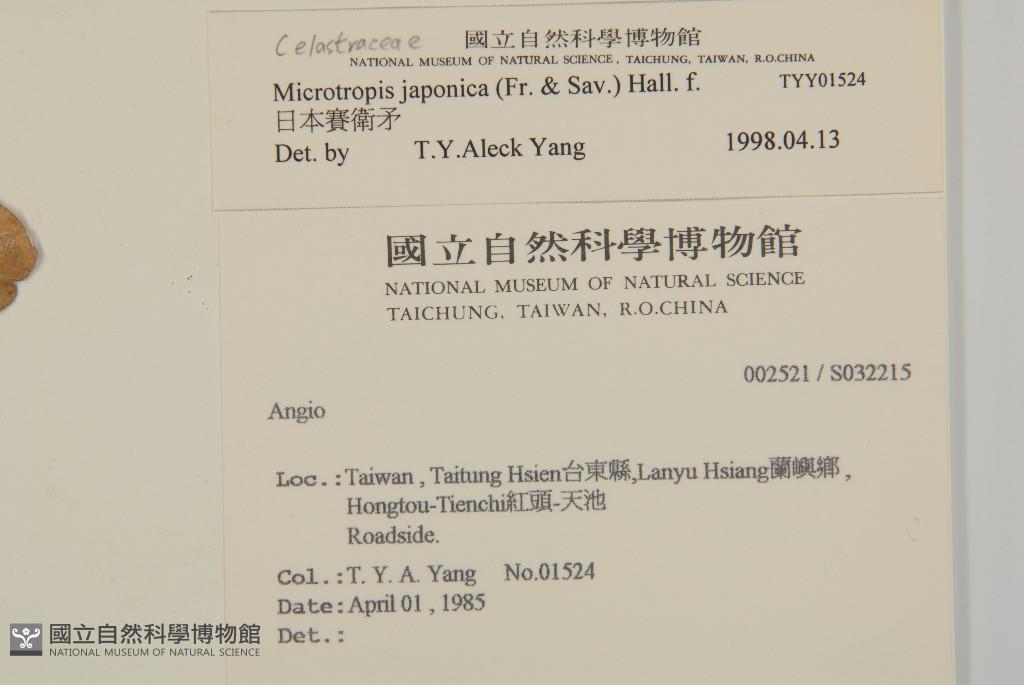 Celastraceae 國立自然科學博物館
NATIONAL MUSEUM OF NATURAL SCIENCE, TAICHUNG, TAIWAN, R.O.CHINA
Microtropis japonica (Fr. & Sav.) Hall. f. TYY01524
日本賽衛矛
Det. by T.Y.Aleck Yang 1998.04.13
國立自然科學博物館
NATIONAL MUSEUM OF NATURAL SCIENCE
TAICHUNG, TAIWAN, R.O.CHINA
002521 / S032215
Angio
Loc.:Taiwan , Taitung Hsien台東縣,Lanyu Hsiang蘭嶼鄉 ,
Hongtou-Tienchi紅頭-天池
Roadside.
Col.:T. Y. A. Yang No.01524
Date:April 01 , 1985
Det.:
國立自然科學博物館
NATIONAL MUSEUM OF NATURAL SCIENCE